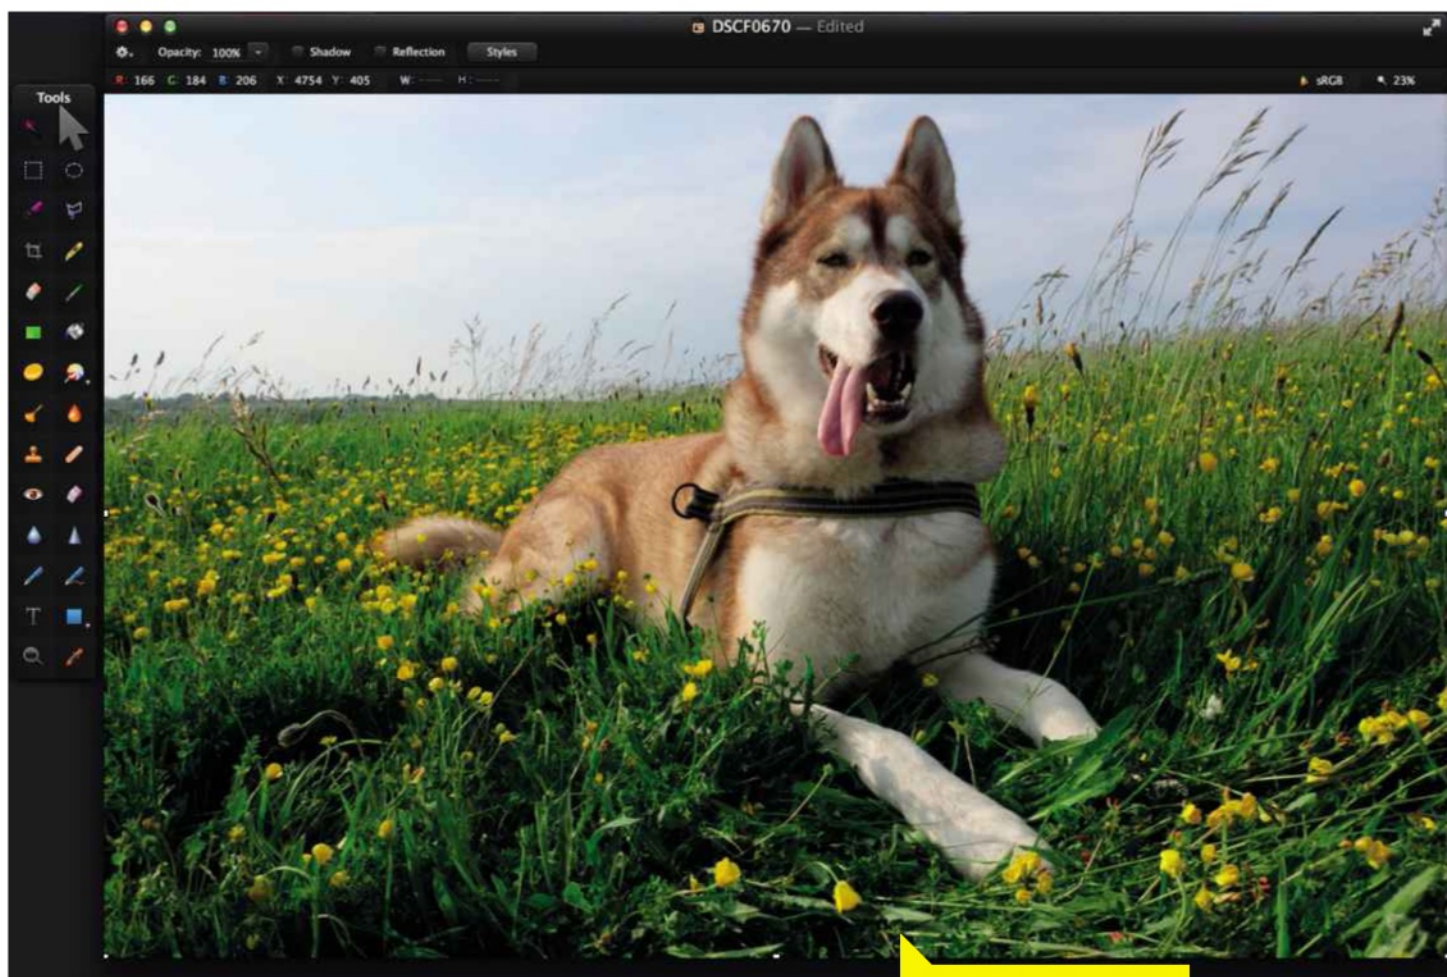 DSCF0670 — Edited
Opacity: 100% Shadow Reflection Styles
R: 166 G: 184 B: 206 X: 4754 Y: 405 W: H: sRGB 23%
Tools
T